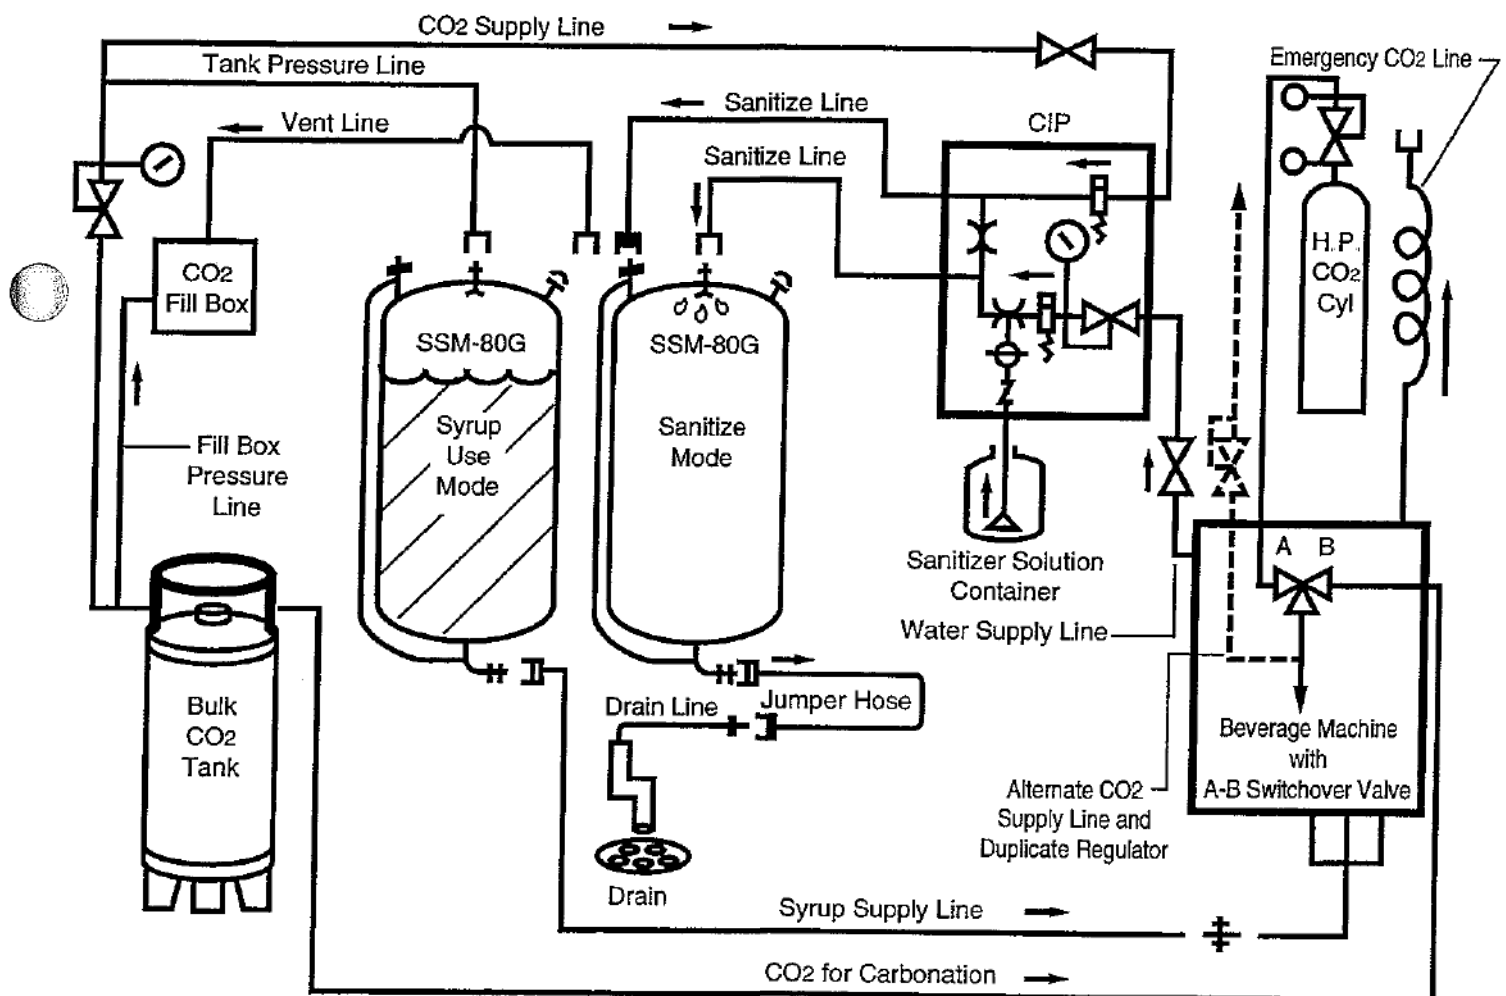 CO2 Supply Line
Tank Pressure Line
Vent Line
Sanitize Line
Sanitize Line
CIP
Emergency CO2 Line
CO2
Fill Box
H.P.
CO2
Cyl
SSM-80G
SSM-80G
Syrup
Use
Mode
Sanitize
Mode
Fill Box
Pressure
Line
Sanitizer Solution
Container
Water Supply Line
A B
Bulk
CO2
Tank
Drain Line
Jumper Hose
Beverage Machine
with
A-B Switchover Valve
Alternate CO2
Supply Line and
Duplicate Regulator
Drain
Syrup Supply Line
CO2 for Carbonation